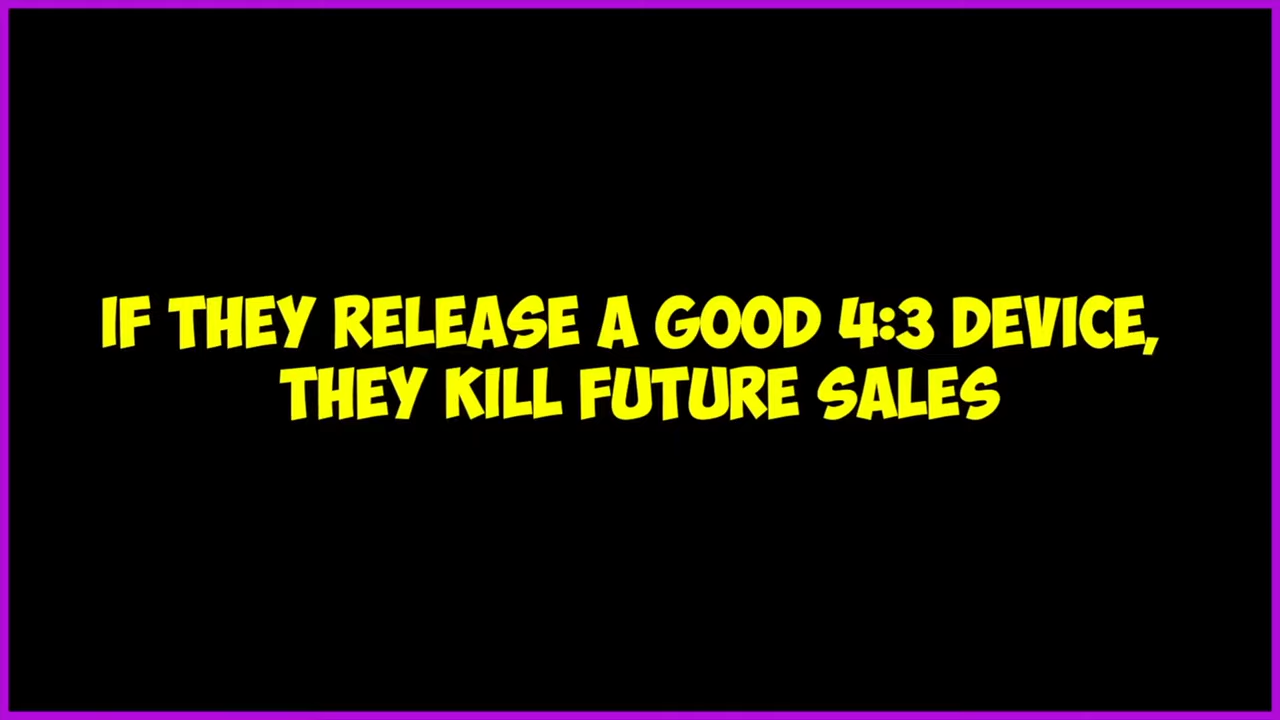 IF THEY RELEASE A GOOD 4:3 DEVICE,
THEY KILL FUTURE SALES